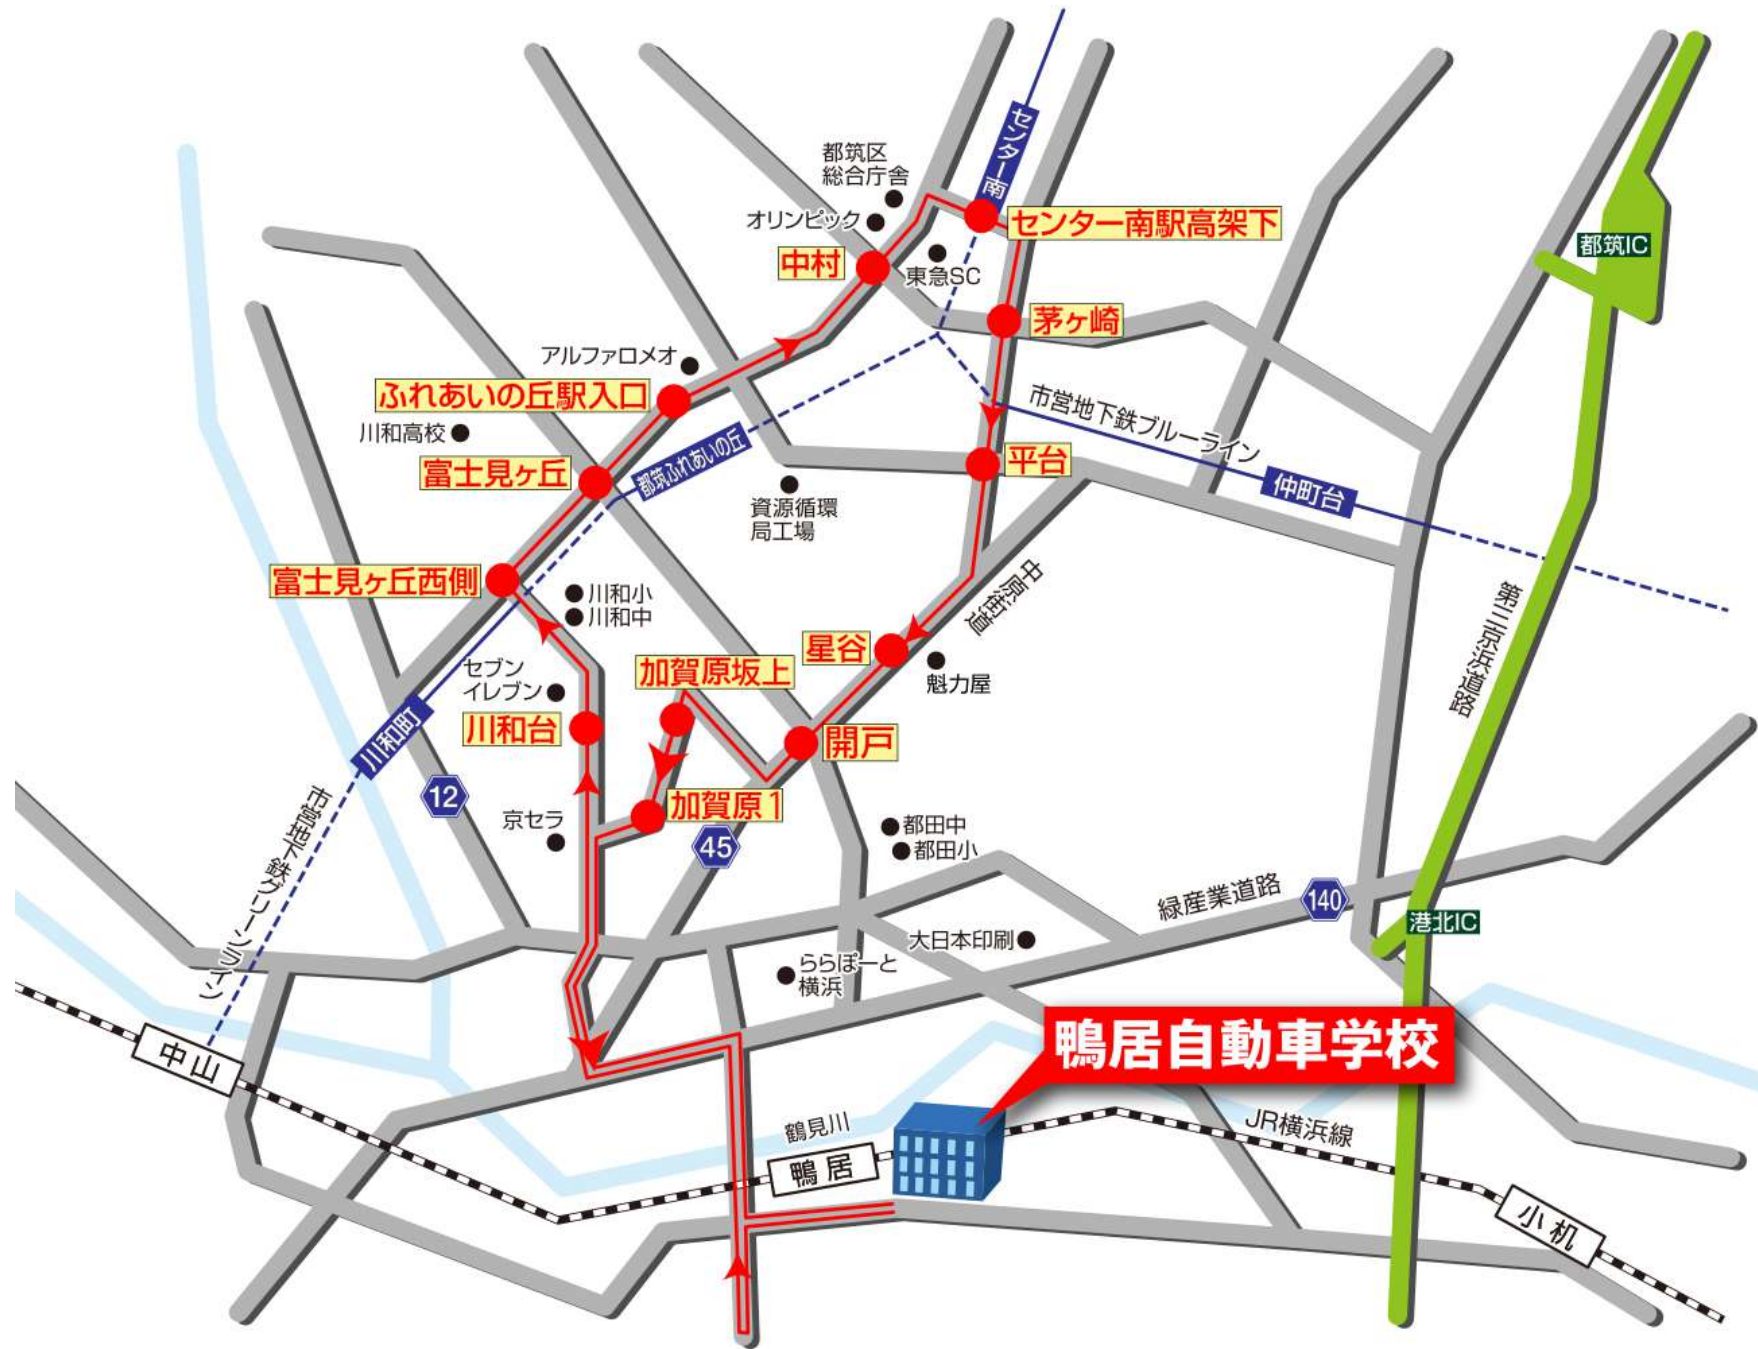 センター南
都筑区
総合庁舎
オリンピック
センター南駅高架下
都筑IC
中村
東急SC
茅ヶ崎
アルファロメオ
ふれあいの丘駅入口
市営地下鉄ブルーライン
川和高校
都筑ふれあいの丘
平台
富士見ヶ丘
仲町台
資源循環
局工場
富士見ヶ丘西側
川和小
川和中
中原街道
第三京浜道路
星谷
加賀原坂上
セブン
イレブン
魁力屋
川和台
川和町
開戸
12
加賀原1
京セラ
45
都田中
都田小
市営地下鉄グリーンライン
緑産業道路
140
港北IC
大日本印刷
ららぽーと
横浜
中山
鴨居自動車学校
鶴見川
JR横浜線
鴨居
小机